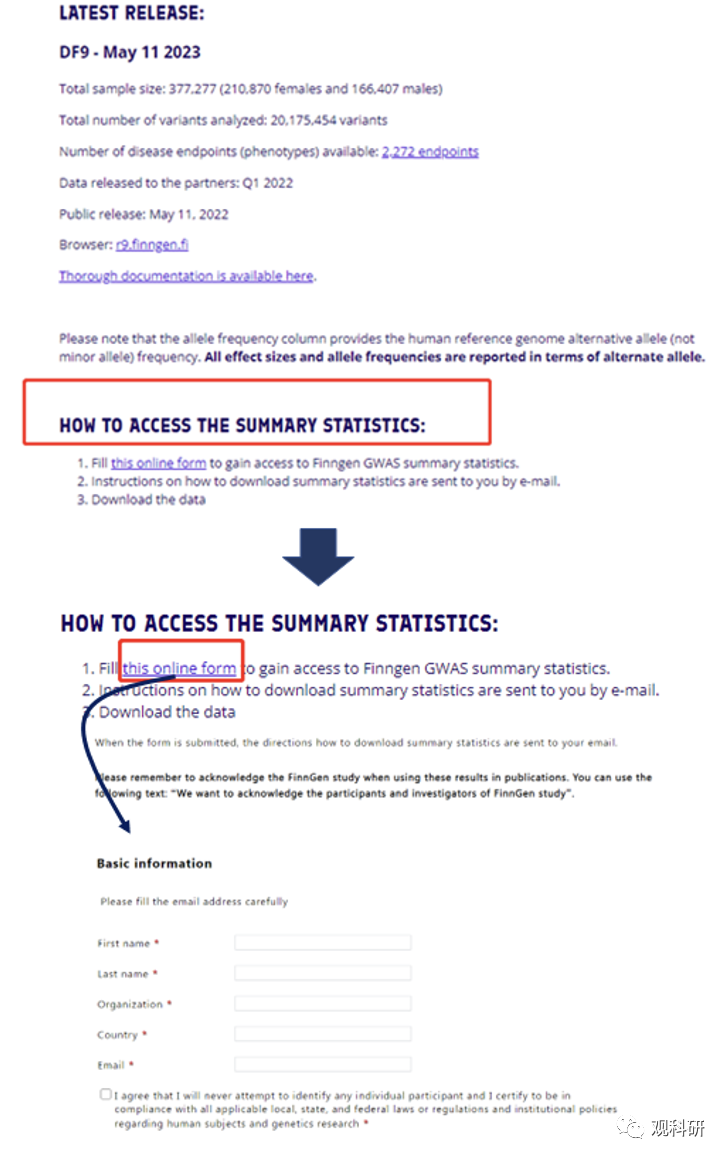 LATEST RELEASE:
DF9 - May 11 2023
Total sample size: 377,277 (210,870 females and 166,407 males)
Total number of variants analyzed: 20,175,454 variants
Number of disease endpoints (phenotypes) available: 2,272 endpoints
Data released to the partners: Q1 2022
Public release: May 11, 2022
Browser: r9.finngen.fi
Thorough documentation is available here.
Please note that the allele frequency column provides the human reference genome alternative allele (not
minor allele) frequency. All effect sizes and allele frequencies are reported in terms of alternate allele.
HOW TO ACCESS THE SUMMARY STATISTICS:
1. Fill this online form to gain access to Finngen GWAS summary statistics.
2. Instructions on how to download summary statistics are sent to you by e-mail.
3. Download the data
HOW TO ACCESS THE SUMMARY STATISTICS:
1. Fill this online form to gain access to Finngen GWAS summary statistics.
2. Instructions on how to download summary statistics are sent to you by e-mail.
3. Download the data
When the form is submitted, the directions how to download summary statistics are sent to your email.
Please remember to acknowledge the FinnGen study when using these results in publications. You can use the
following text: "We want to acknowledge the participants and investigators of FinnGen study".
Basic information
Please fill the email address carefully
First name *
Last name *
Organization *
Country *
Email *
I agree that I will never attempt to identify any individual participant and I certify to be in
compliance with all applicable local, state, and federal laws or regulations and institutional policies
regarding human subjects and genetics research *
观科研